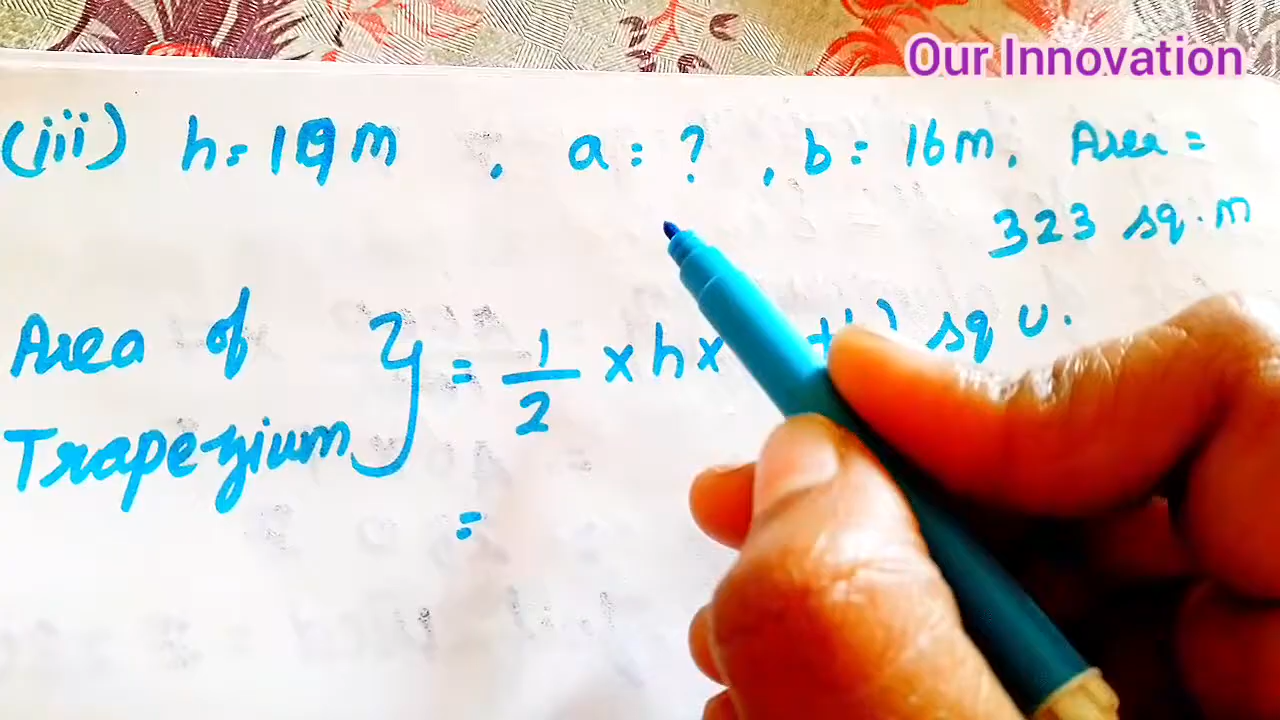 Our Innovation
(iii) h = 19 m , a = ? , b = 16 m. Area =
323 sq. m
Area of
Trapezium } = 1/2 × h × sq u.
=